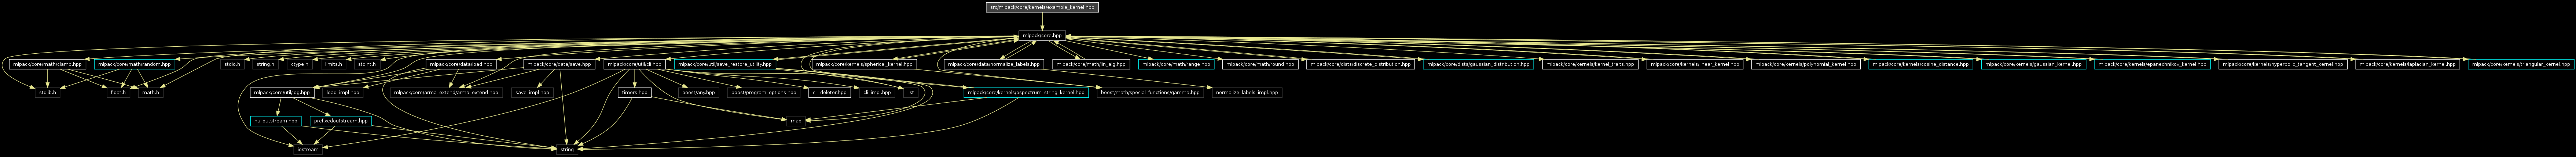 src/mlpack/core/kernels/example_kernel.hpp
mlpack/core.hpp
mlpack/core/math/clamp.hpp
mlpack/core/math/random.hpp
stdio.h
string.h
ctype.h
limits.h
stdint.h
mlpack/core/data/load.hpp
mlpack/core/data/save.hpp
mlpack/core/util/cli.hpp
mlpack/core/util/save_restore_utility.hpp
mlpack/core/kernels/spherical_kernel.hpp
mlpack/core/data/normalize_labels.hpp
mlpack/core/math/lin_alg.hpp
mlpack/core/math/range.hpp
mlpack/core/math/round.hpp
mlpack/core/dists/discrete_distribution.hpp
mlpack/core/dists/gaussian_distribution.hpp
mlpack/core/kernels/kernel_traits.hpp
mlpack/core/kernels/linear_kernel.hpp
mlpack/core/kernels/polynomial_kernel.hpp
mlpack/core/kernels/cosine_distance.hpp
mlpack/core/kernels/gaussian_kernel.hpp
mlpack/core/kernels/epanechnikov_kernel.hpp
mlpack/core/kernels/hyperbolic_tangent_kernel.hpp
mlpack/core/kernels/laplacian_kernel.hpp
mlpack/core/kernels/triangular_kernel.hpp
stdlib.h
float.h
math.h
mlpack/core/util/log.hpp
load_impl.hpp
mlpack/core/arma_extend/arma_extend.hpp
save_impl.hpp
timers.hpp
boost/any.hpp
boost/program_options.hpp
cli_deleter.hpp
cli_impl.hpp
list
mlpack/core/kernels/pspectrum_string_kernel.hpp
boost/math/special_functions/gamma.hpp
normalize_labels_impl.hpp
nulloutstream.hpp
prefixedoutstream.hpp
map
iostream
string